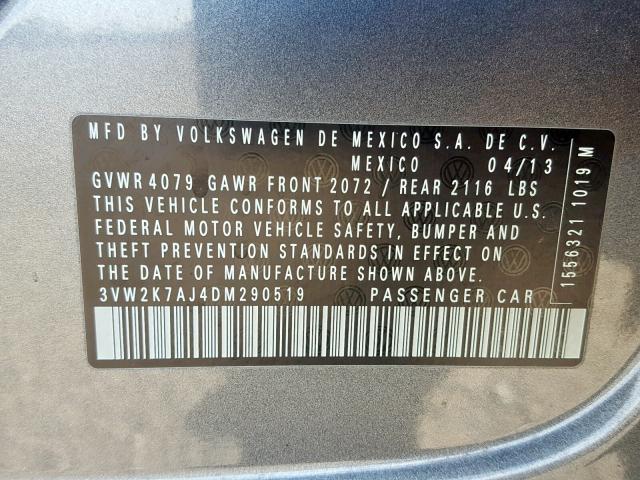 MFD BY VOLKSWAGEN DE MEXICO S.A. DE C.V.
MEXICO 04/13
GVWR 4079 GAWR FRONT 2072 / REAR 2116 LBS
THIS VEHICLE CONFORMS TO ALL APPLICABLE U.S.
FEDERAL MOTOR VEHICLE SAFETY, BUMPER AND
THEFT PREVENTION STANDARDS IN EFFECT ON
THE DATE OF MANUFACTURE SHOWN ABOVE.
3VW2K7AJ4DM290519 PASSENGER CAR
1556321 1019 M